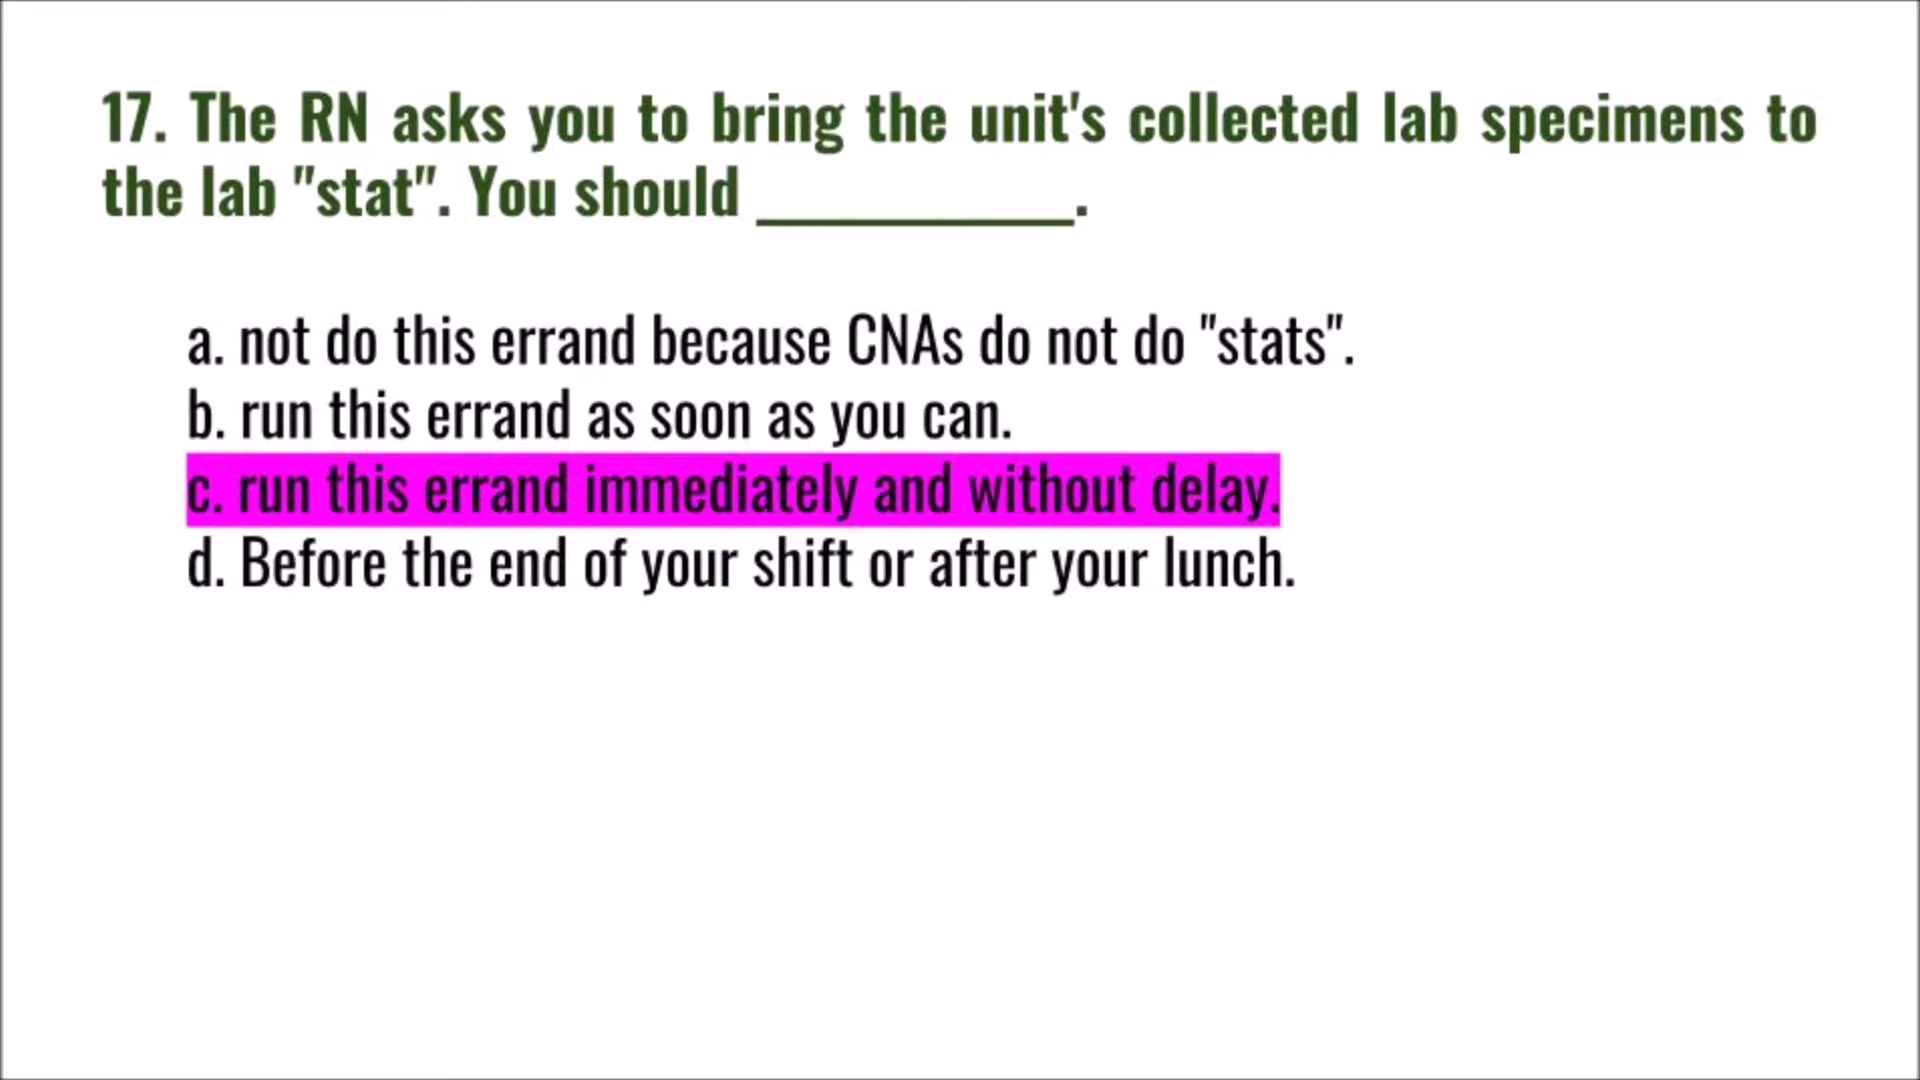 17. The RN asks you to bring the unit's collected lab specimens to
the lab "stat". You should ____________.
a. not do this errand because CNAs do not do "stats".
b. run this errand as soon as you can.
c. run this errand immediately and without delay.
d. Before the end of your shift or after your lunch.